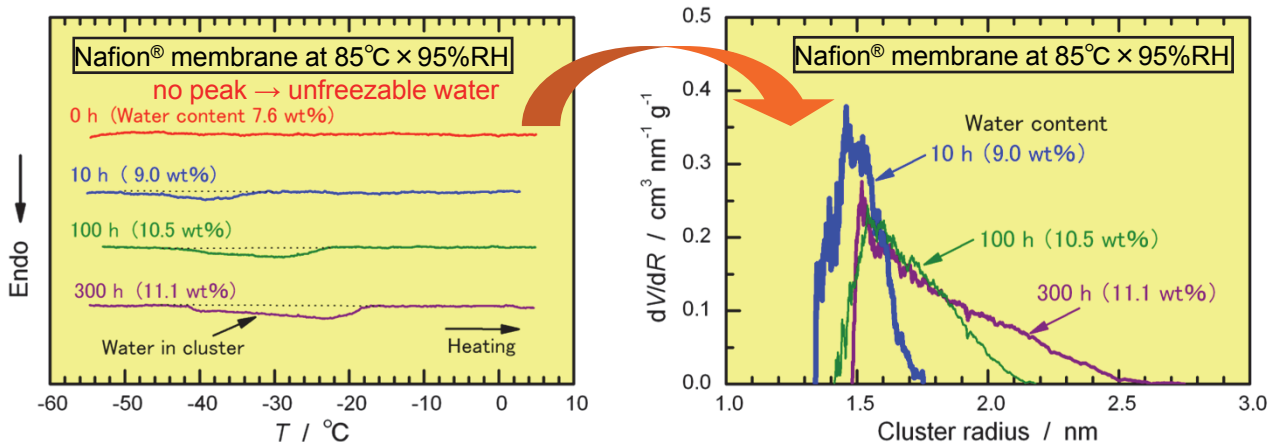 Nafion® membrane at 85℃×95%RH
no peak → unfreezable water
0 h (Water content 7.6 wt%)
10 h ( 9.0 wt%)
100 h (10.5 wt%)
300 h (11.1 wt%)
Water in cluster
Heating
Endo
-60 -50 -40 -30 -20 -10 0 10
T / ℃
Nafion® membrane at 85℃×95%RH
0.5
0.4
0.3
0.2
0.1
0.0
dV/dR / cm³ nm⁻¹ g⁻¹
Water content
10 h (9.0 wt%)
100 h (10.5 wt%)
300 h (11.1 wt%)
1.0 1.5 2.0 2.5 3.0
Cluster radius / nm